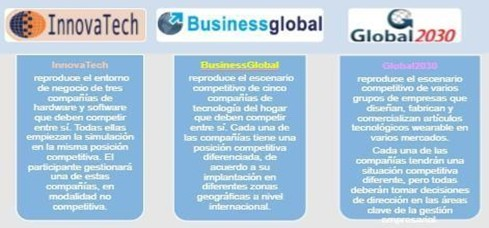 InnovaTech
Businessglobal
Global2030
InnovaTech
reproduce el entorno
de negocio de tres
compañías de
hardware y software
que deben competir
entre sí. Todas ellas
empiezan la simulación
en la misma posición
competitiva. El
participante gestionará
una de estas
compañías, en
modalidad no
competitiva.
BusinessGlobal
reproduce el escenario
competitivo de cinco
compañías de
tecnología del hogar
que deben competir
entre sí. Cada una de
las compañías tiene una
posición competitiva
diferenciada, de
acuerdo a su
implantación en
diferentes zonas
geográficas a nivel
internacional.
Global2030
reproduce el escenario
competitivo de varios
grupos de empresas que
diseñan, fabrican y
comercializan artículos
tecnológicos wearable en
varios mercados.
Cada una de las
compañías tendrán una
situación competitiva
diferente, pero todas
deberán tomar decisiones
de dirección en las áreas
clave de la gestión
empresarial.